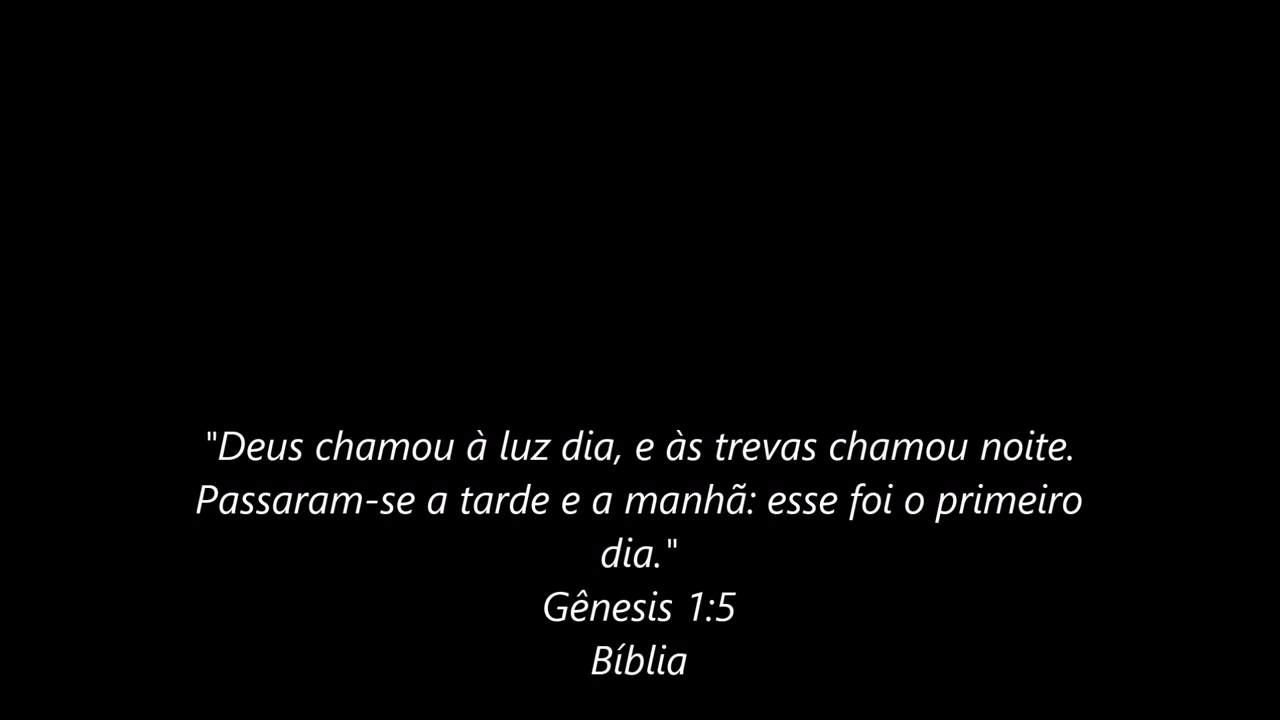 "Deus chamou à luz dia, e às trevas chamou noite.
Passaram-se a tarde e a manhã: esse foi o primeiro
dia."
Gênesis 1:5
Bíblia